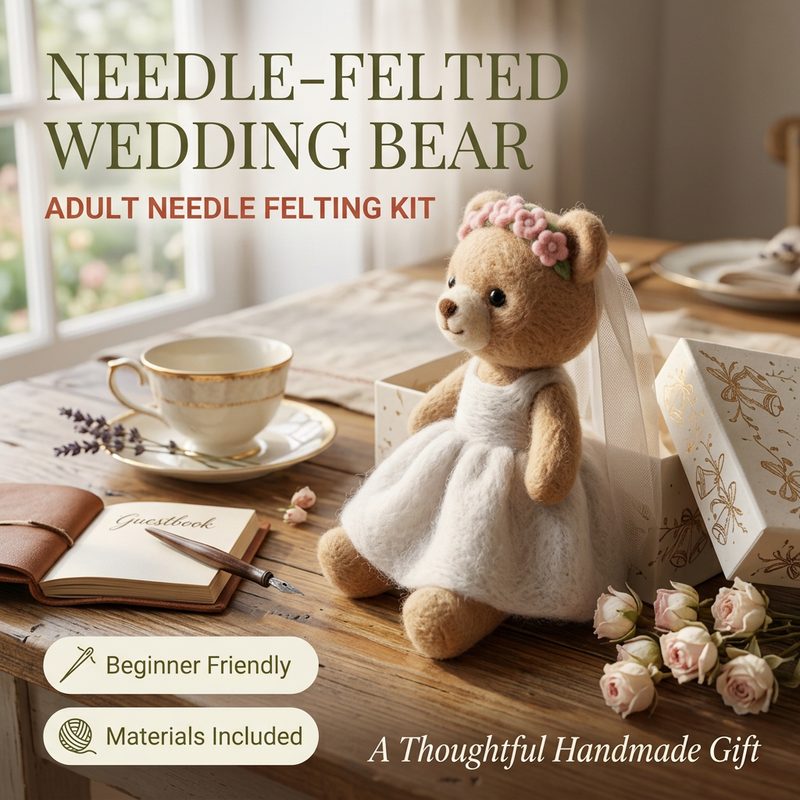 NEEDLE-FELTED
WEDDING BEAR
ADULT NEEDLE FELTING KIT
Guestbook
Beginner Friendly
Materials Included
A Thoughtful Handmade Gift